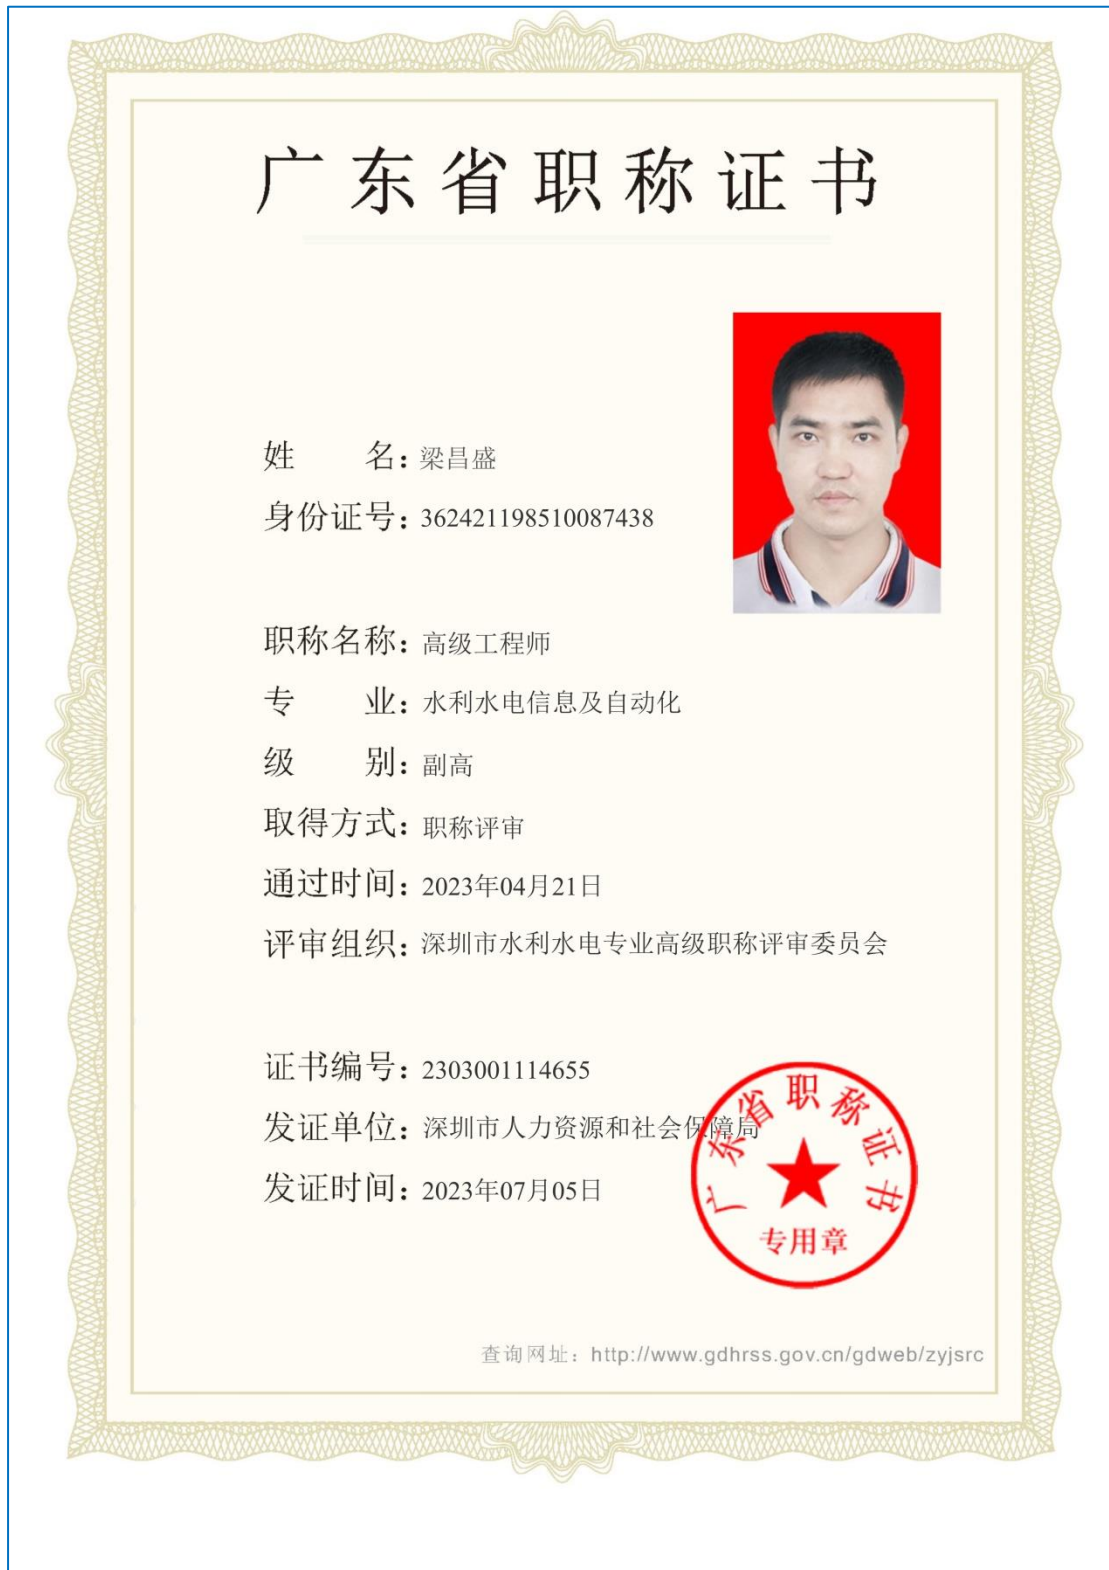 广东省职称证书
姓 名：梁昌盛
身份证号：362421198510087438
职称名称：高级工程师
专 业：水利水电信息及自动化
级 别：副高
取得方式：职称评审
通过时间：2023年04月21日
评审组织：深圳市水利水电专业高级职称评审委员会
证书编号：2303001114655
发证单位：深圳市人力资源和社会保障局
发证时间：2023年07月05日
广东省职称证书
专用章
查询网址：http://www.gdhrss.gov.cn/gdweb/zyjsrc